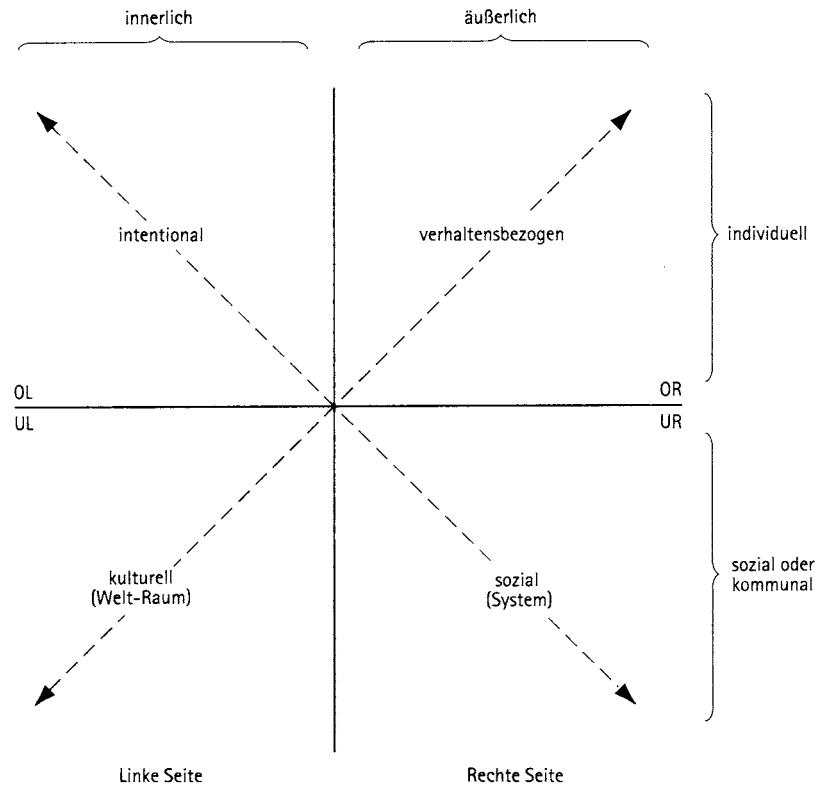 innerlich
äußerlich
intentional
verhaltensbezogen
individuell
OL
OR
UL
UR
kulturell
(Welt-Raum)
sozial
(System)
sozial oder
kommunal
Linke Seite
Rechte Seite